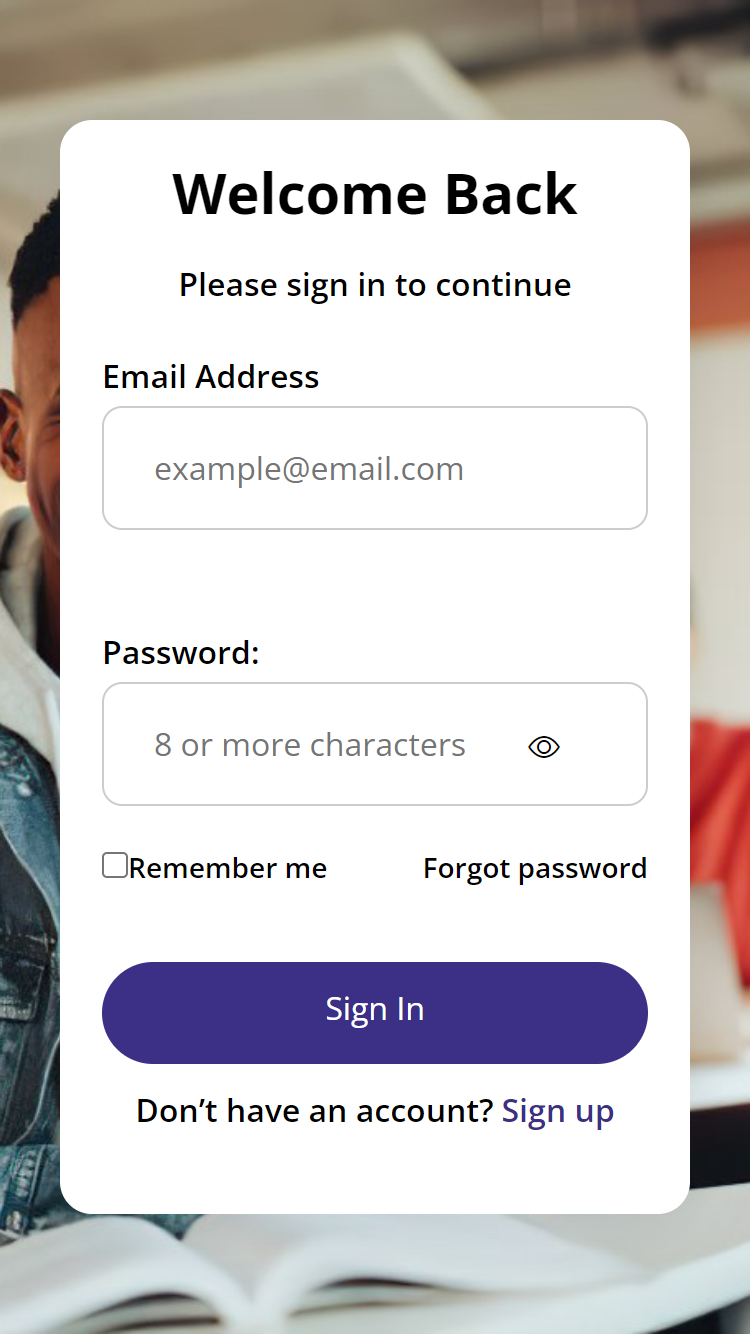 Welcome Back
Please sign in to continue
Email Address
example@email.com
Password:
8 or more characters
Remember me
Forgot password
Sign In
Don’t have an account? Sign up